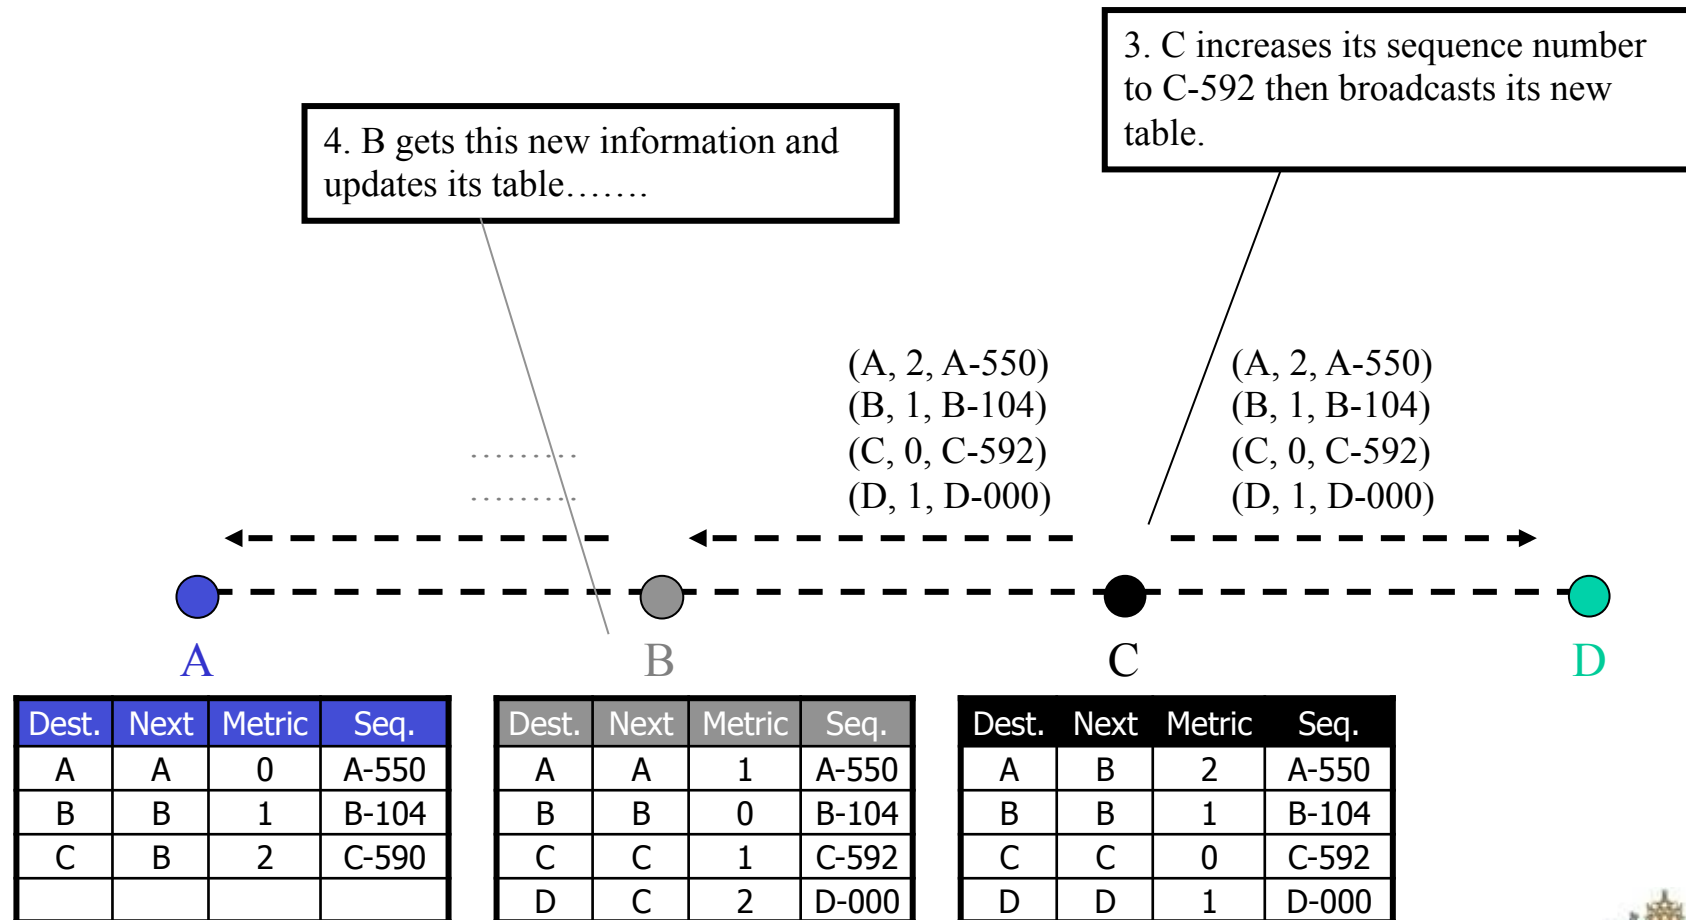 3. C increases its sequence number
to C-592 then broadcasts its new
table.
4. B gets this new information and
updates its table…….
(A, 2, A-550) (A, 2, A-550)
(B, 1, B-104) (B, 1, B-104)
(C, 0, C-592) (C, 0, C-592)
(D, 1, D-000) (D, 1, D-000)
………
………
A B C D
Dest. Next Metric Seq. Dest. Next Metric Seq. Dest. Next Metric Seq.
A A 0 A-550 A A 1 A-550 A B 2 A-550
B B 1 B-104 B B 0 B-104 B B 1 B-104
C B 2 C-590 C C 1 C-592 C C 0 C-592
D C 2 D-000 D D 1 D-000